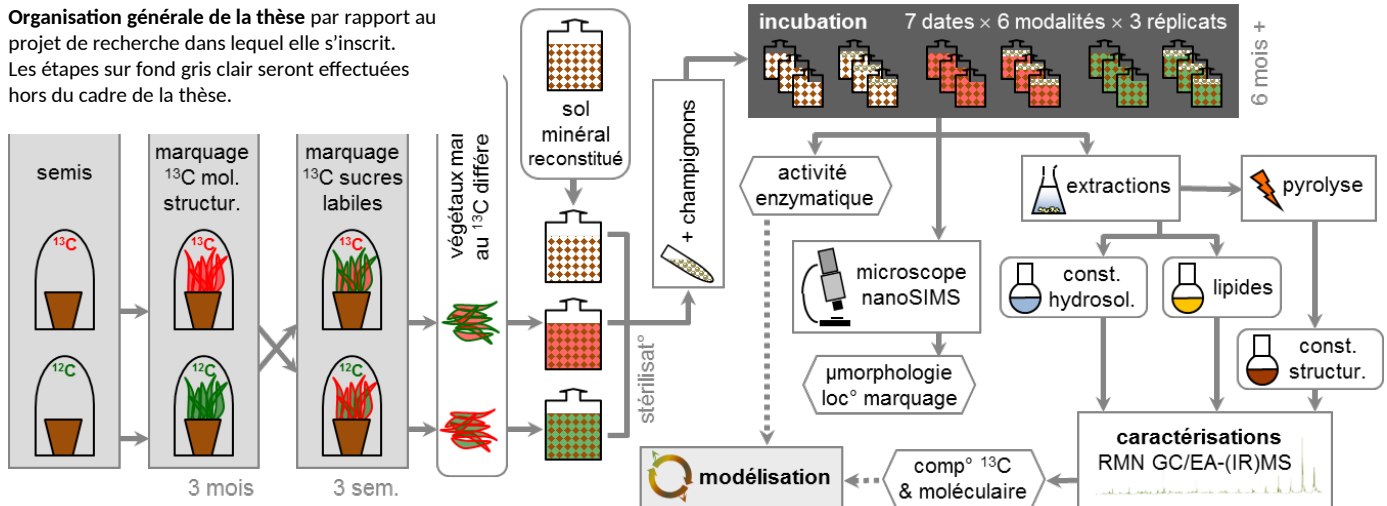 Organisation générale de la thèse par rapport au
projet de recherche dans lequel elle s’inscrit.
Les étapes sur fond gris clair seront effectuées
hors du cadre de la thèse.
semis
13C
12C
marquage
13C mol.
structur.
13C
12C
3 mois
marquage
13C sucres
labiles
13C
12C
3 sem.
végétaux mar
au 13C différe
sol
minéral
reconstitué
stérilisat°
+ champignons
incubation 7 dates × 6 modalités × 3 réplicats
6 mois +
activité
enzymatique
microscope
nanoSIMS
µmorphologie
loc° marquage
extractions
pyrolyse
const.
hydrosol.
lipides
const.
structur.
caractérisations
RMN GC/EA-(IR)MS
comp° 13C
& moléculaire
modélisation